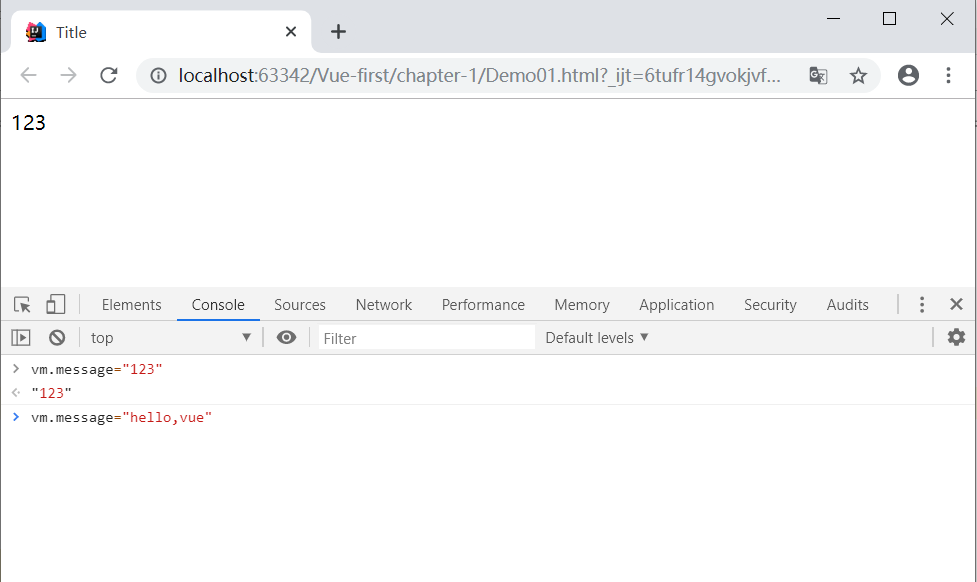 Title
localhost:63342/Vue-first/chapter-1/Demo01.html?_ijt=6tufr14gvokjvf...
123
Elements Console Sources Network Performance Memory Application Security Audits
top Filter Default levels
vm.message="123"
"123"
vm.message="hello,vue"